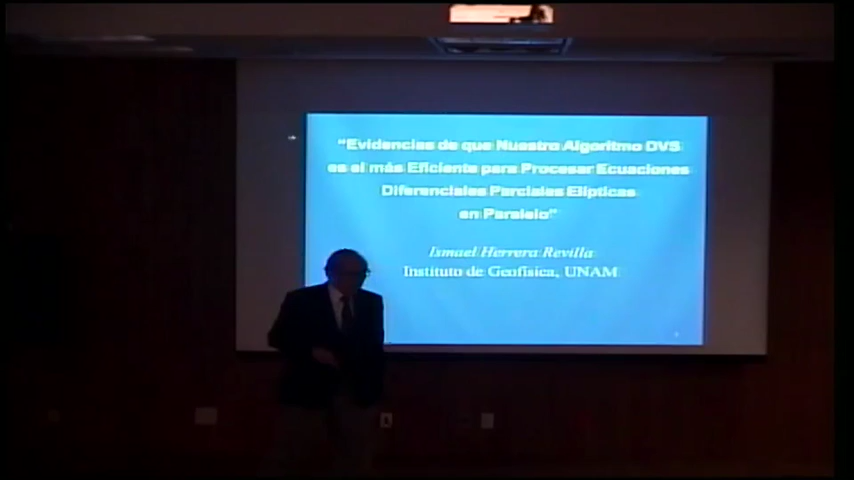 "Evidencias de que Nuestro Algoritmo DVS
es el más Eficiente para Procesar Ecuaciones
Diferenciales Parciales Elípticas
en Paralelo"
Ismael Herrera Revilla
Instituto de Geofísica, UNAM